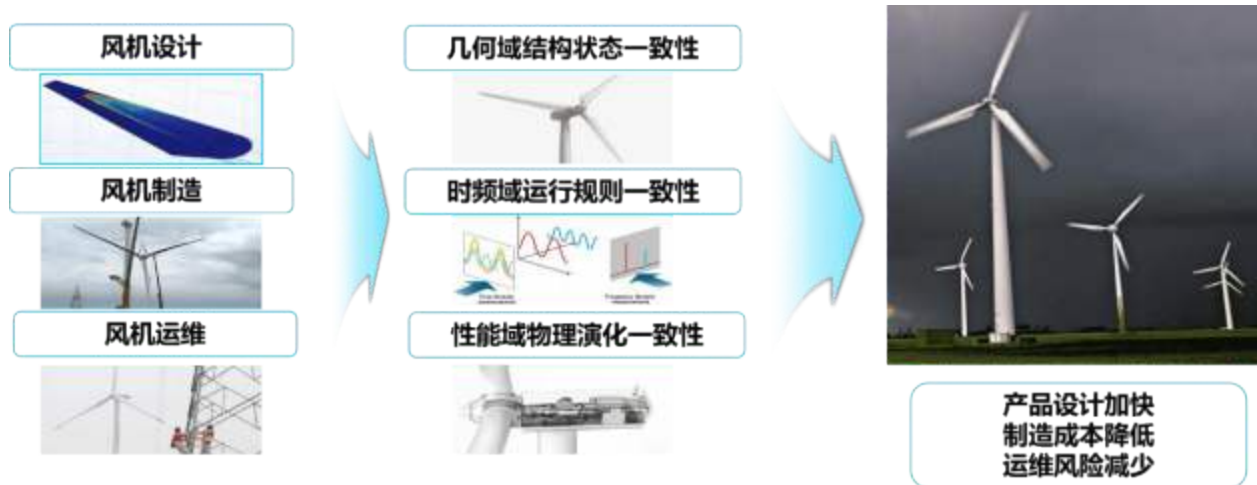 风机设计
几何域结构状态一致性
风机制造
时频域运行规则一致性
风机运维
性能域物理演化一致性
产品设计加快
制造成本降低
运维风险减少